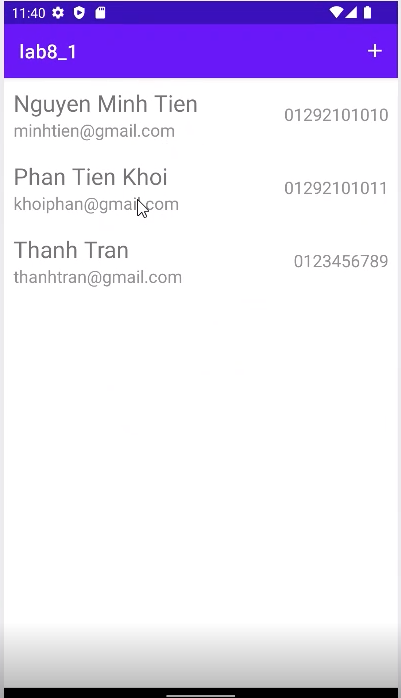 11:40
lab8_1
+
Nguyen Minh Tien
01292101010
minhtien@gmail.com
Phan Tien Khoi
01292101011
khoiphan@gmail.com
Thanh Tran
0123456789
thanhtran@gmail.com